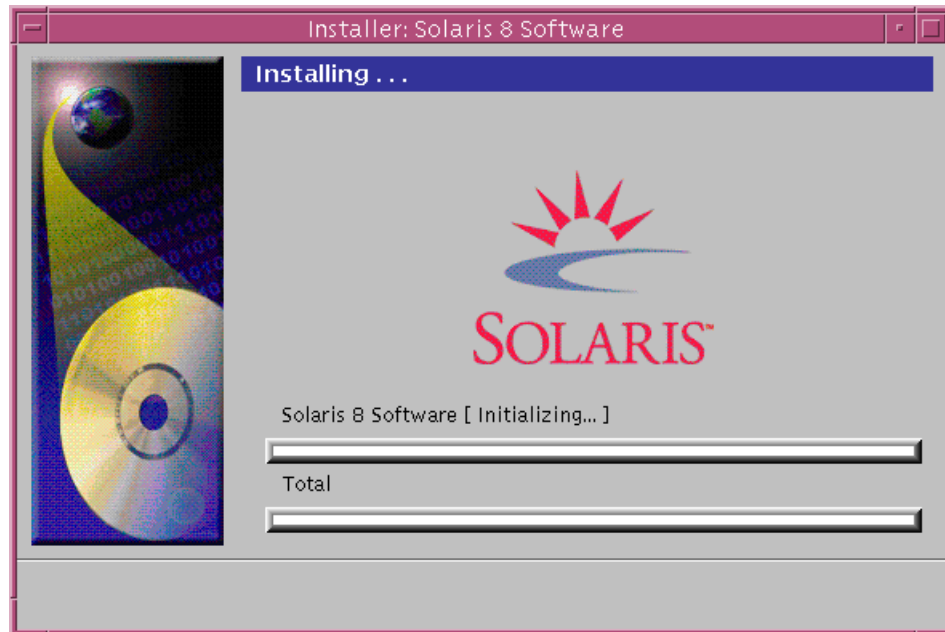 Installer: Solaris 8 Software
Installing . . .
SOLARIS™
Solaris 8 Software [ Initializing... ]
Total